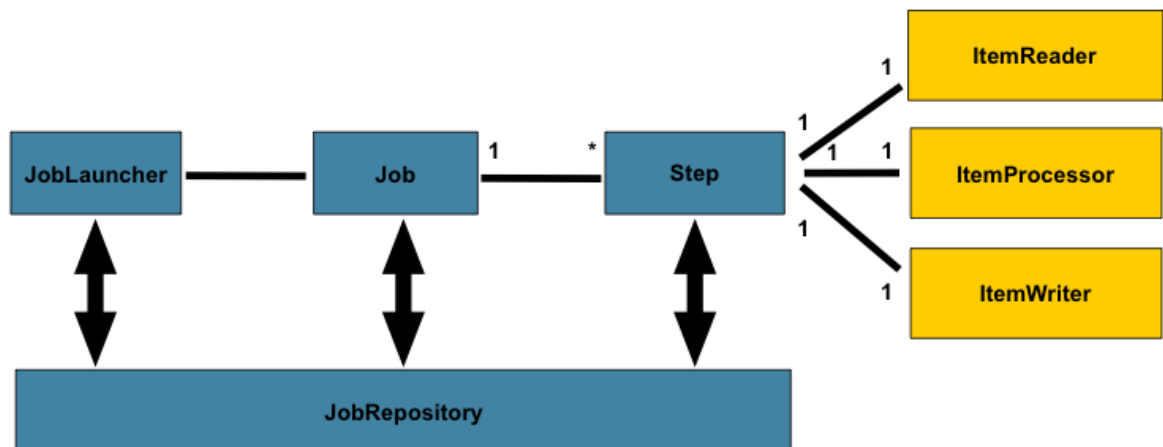 ItemReader
1
1
JobLauncher
Job
1
*
Step
1
1
ItemProcessor
1
1
ItemWriter
JobRepository